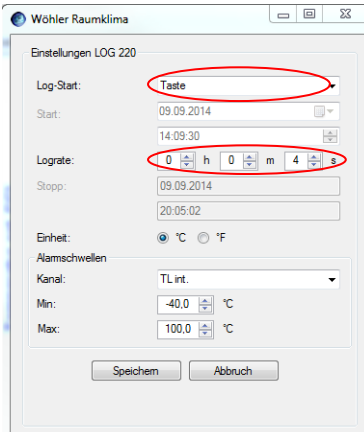 Wöhler Raumklima
Einstellungen LOG 220
Log-Start: Taste
Start: 09.09.2014
14:09:30
Lograte: 0 h 0 m 4 s
Stopp: 09.09.2014
20:05:02
Einheit: °C °F
Alarmschwellen
Kanal: TL int.
Min: -40,0 °C
Max: 100,0 °C
Speichern Abbruch